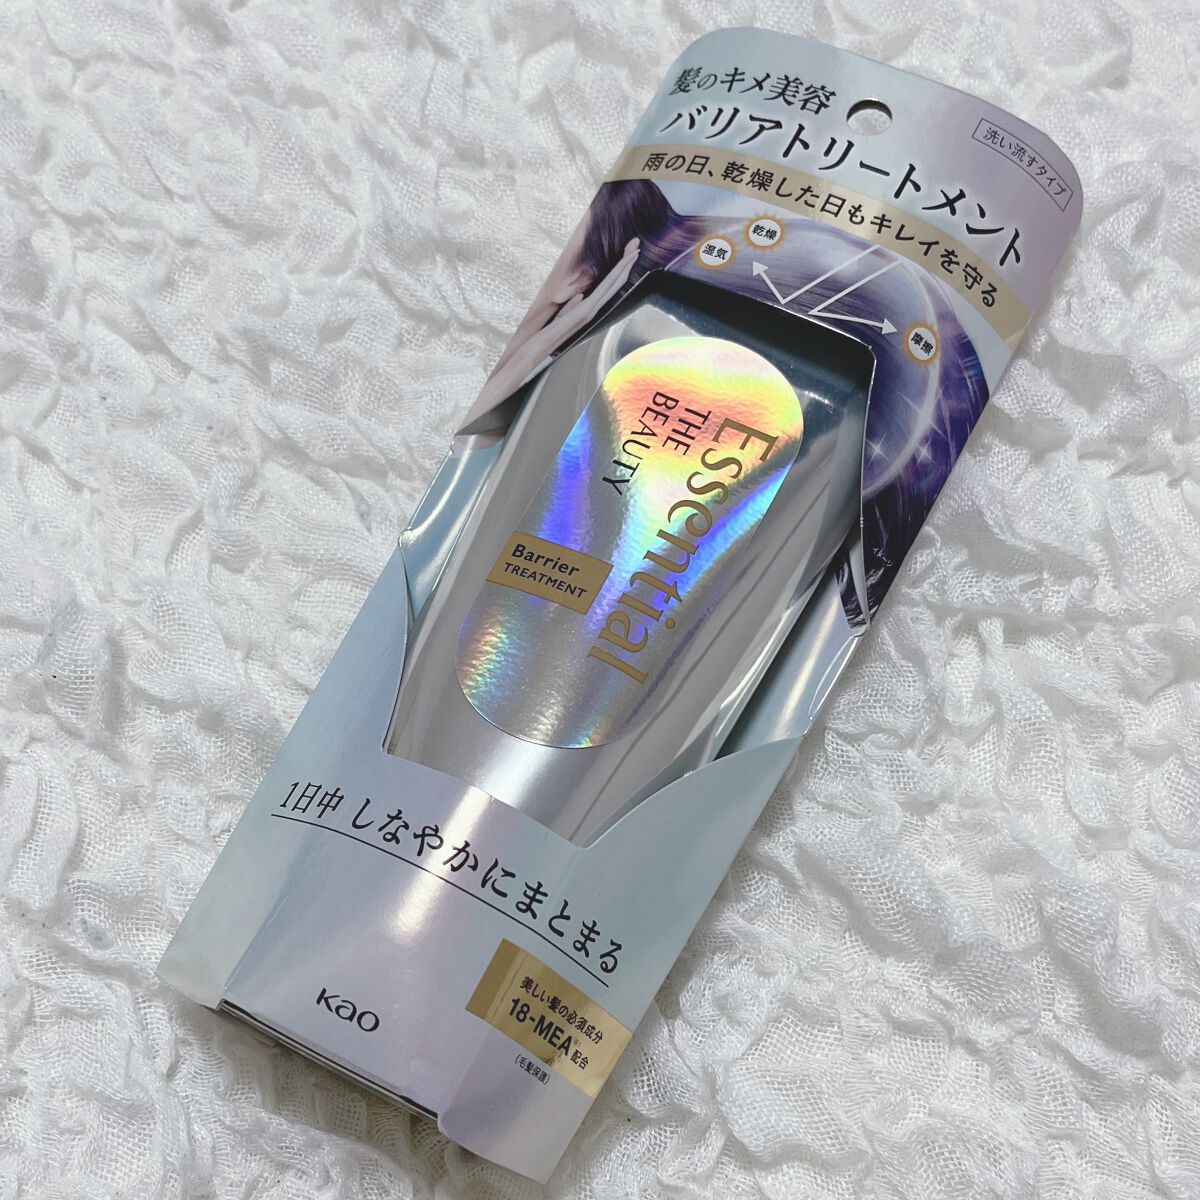 髪のキメ美容
バリアトリートメント
洗い流すタイプ
雨の日、乾燥した日もキレイを守る
乾燥
湿気
摩擦
Essential
THE
BEAUTY
Barrier
TREATMENT
イメージ
1日中 しなやかにまとまる
美しい髪の必須成分
18-MEA配合
(毛髪保護)
Kao